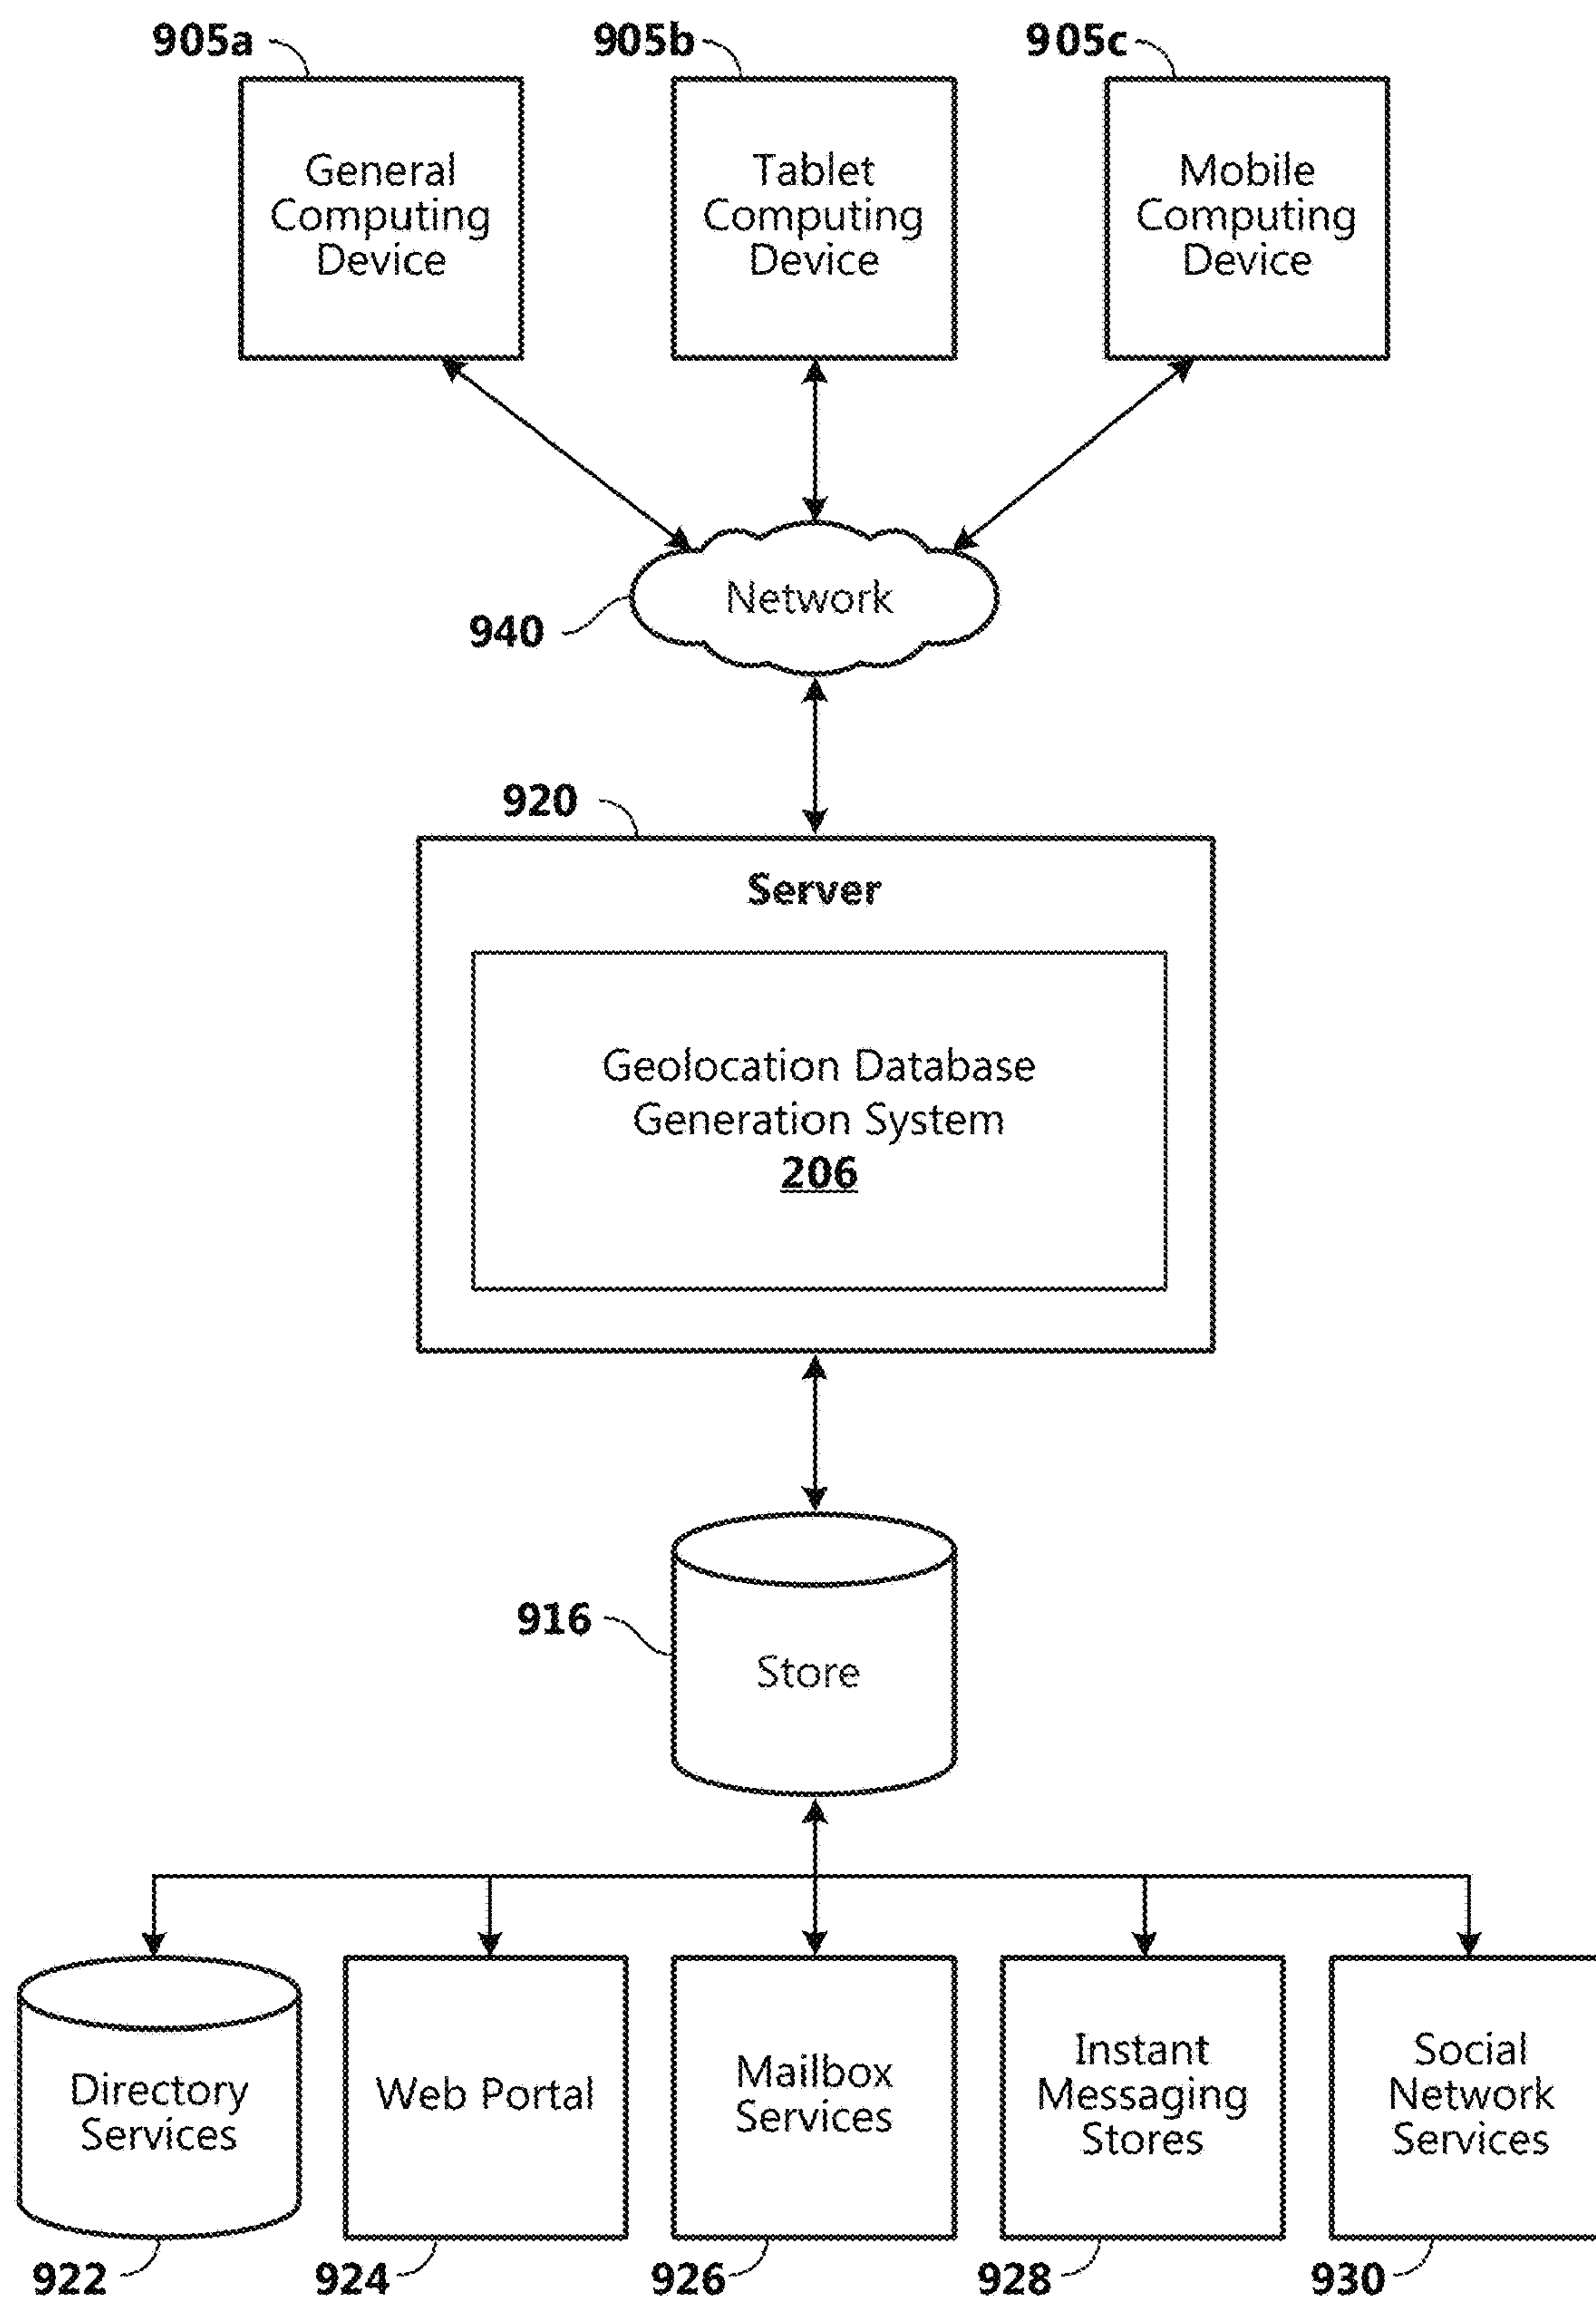 905a
905b
905c
General
Computing
Device
Tablet
Computing
Device
Mobile
Computing
Device
Network
940
920
Server
Geolocation Database
Generation System
206
916
Store
Directory
Services
Web Portal
Mailbox
Services
Instant
Messaging
Stores
Social
Network
Services
922
924
926
928
930